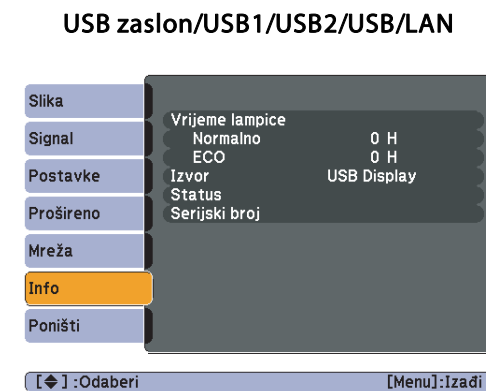 USB zaslon/USB1/USB2/USB/LAN
Slika
Signal
Postavke
Prošireno
Mreža
Info
Poništi
Vrijeme lampice
Normalno 0 H
ECO 0 H
Izvor USB Display
Status
Serijski broj
[◆] :Odaberi [Menu]:Izađi